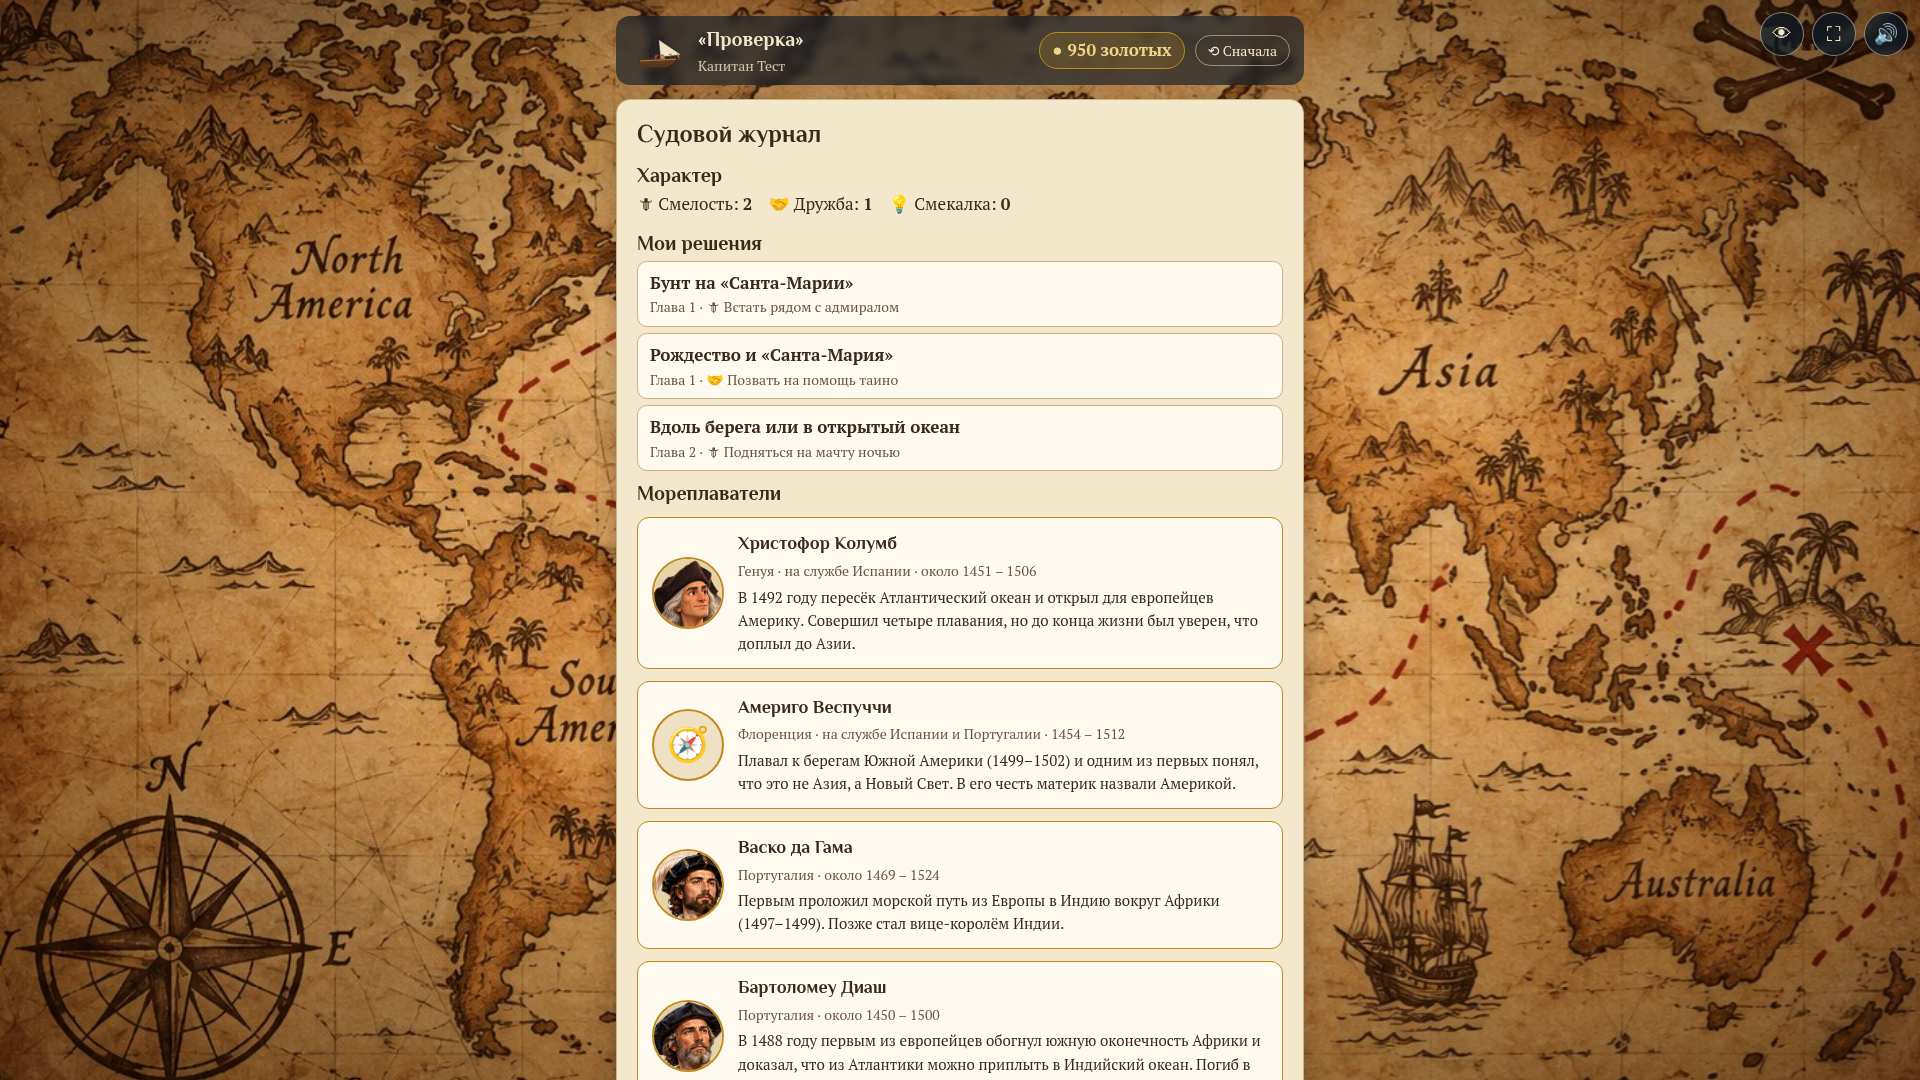 «Проверка»
Капитан Тест
950 золотых
⟲ Сначала
Судовой журнал
Характер
🗡 Смелость: 2 🤝 Дружба: 1 💡 Смекалка: 0
Мои решения
Бунт на «Санта-Марии»
Глава 1 · 🗡 Встать рядом с адмиралом
Рождество и «Санта-Мария»
Глава 1 · 🤝 Позвать на помощь таино
Вдоль берега или в открытый океан
Глава 2 · 🗡 Подняться на мачту ночью
Мореплаватели
Христофор Колумб
Генуя · на службе Испании · около 1451 – 1506
В 1492 году пересёк Атлантический океан и открыл для европейцев
Америку. Совершил четыре плавания, но до конца жизни был уверен, что
доплыл до Азии.
Америго Веспуччи
Флоренция · на службе Испании и Португалии · 1454 – 1512
Плавал к берегам Южной Америки (1499–1502) и одним из первых понял,
что это не Азия, а Новый Свет. В его честь материк назвали Америкой.
Васко да Гама
Португалия · около 1469 – 1524
Первым проложил морской путь из Европы в Индию вокруг Африки
(1497–1499). Позже стал вице-королём Индии.
Бартоломеу Диаш
Португалия · около 1450 – 1500
В 1488 году первым из европейцев обогнул южную оконечность Африки и
доказал, что из Атлантики можно приплыть в Индийский океан. Погиб в
North
America
Sou
Amer
N
E
Asia
Australia